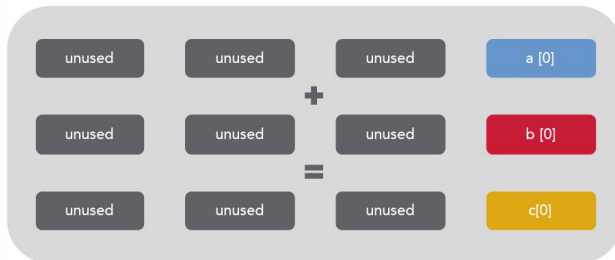 unused unused unused a [0]
+
unused unused unused b [0]
=
unused unused unused c[0]